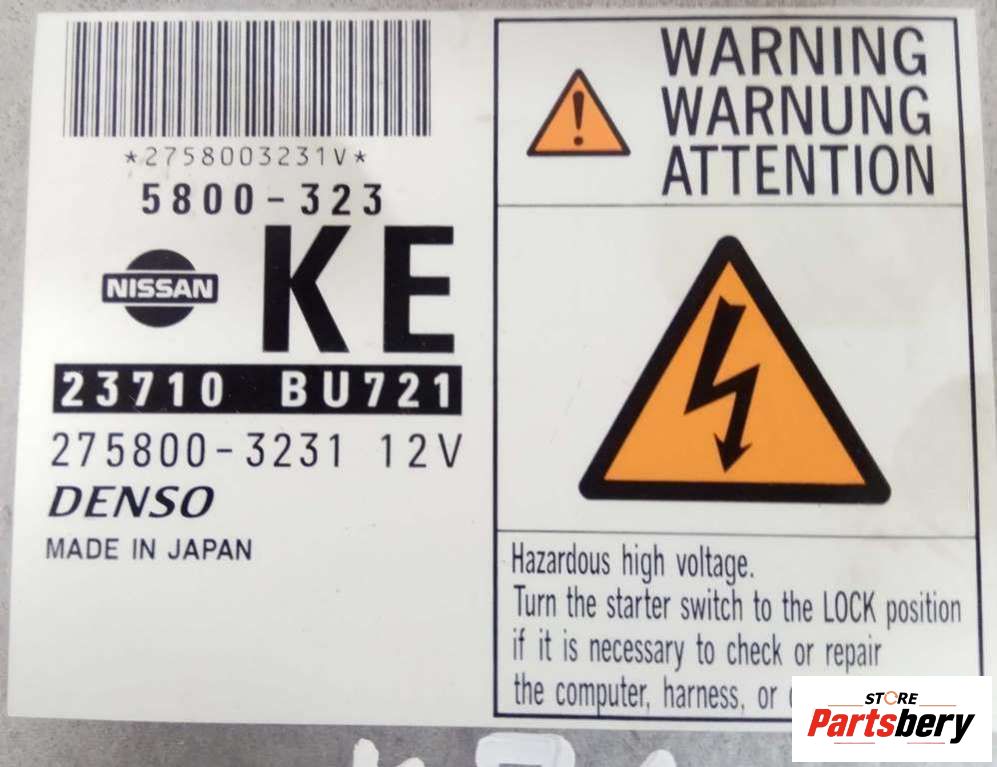 *2758003231V*
5800-323
NISSAN
KE
23710 BU721
275800-3231 12V
DENSO
MADE IN JAPAN
WARNING
WARNUNG
ATTENTION
Hazardous high voltage.
Turn the starter switch to the LOCK position
if it is necessary to check or repair
the computer, harness, or
STORE
Partsbery